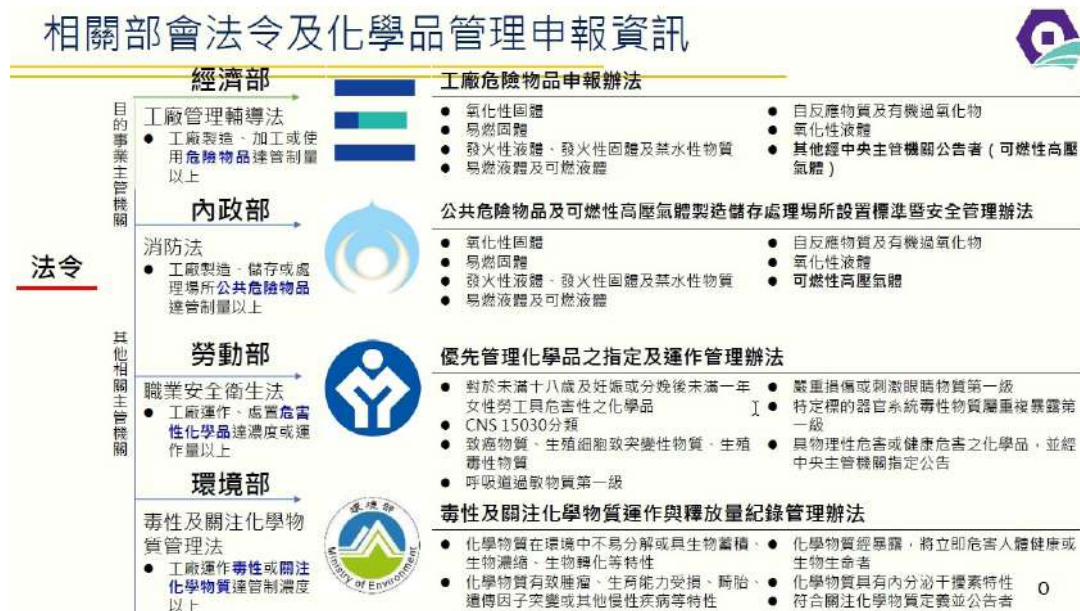 相關部會法令及化學品管理申報資訊
法令
目的事業主管機關
其他相關主管機關
經濟部
工廠管理輔導法
● 工廠製造、加工或使
用危險物品達管制量
以上
工廠危險物品申報辦法
● 氧化性固體
● 易燃固體
● 發火性液體、發火性固體及禁水性物質
● 易燃液體及可燃液體
● 自反應物質及有機過氧化物
● 氧化性液體
● 其他經中央主管機關公告者（可燃性高壓
氣體）
內政部
消防法
● 工廠製造、儲存或處
理場所公共危險物品
達管制量以上
公共危險物品及可燃性高壓氣體製造儲存處理場所設置標準暨安全管理辦法
● 氧化性固體
● 易燃固體
● 發火性液體、發火性固體及禁水性物質
● 易燃液體及可燃液體
● 自反應物質及有機過氧化物
● 氧化性液體
● 可燃性高壓氣體
勞動部
職業安全衛生法
● 工廠運作、處置危害
性化學品達濃度或運
作量以上
優先管理化學品之指定及運作管理辦法
● 對於未滿十八歲及妊娠或分娩後未滿一年
女性勞工具危害性之化學品
● CNS 15030分類
● 致癌物質、生殖細胞致突變性物質、生殖
毒性物質
● 呼吸道過敏物質第一級
● 嚴重損傷或刺激眼睛物質第一級
● 特定標的器官系統毒性物質屬重複暴露第
一級
● 具物理性危害或健康危害之化學品，並經
中央主管機關指定公告
環境部
毒性及關注化學物
質管理法
● 工廠運作毒性或關注
化學物質達管制濃度
以上
環境部
Ministry of Environment
毒性及關注化學物質運作與釋放量紀錄管理辦法
● 化學物質在環境中不易分解或具生物蓄積、
生物濃縮、生物轉化等特性
● 化學物質有致腫瘤、生育能力受損、畸胎、
遺傳因子突變或其他慢性疾病等特性
● 化學物質經暴露，將立即危害人體健康或
生物生命者
● 化學物質具有內分泌干擾素特性
● 符合關注化學物質定義並公告者
0